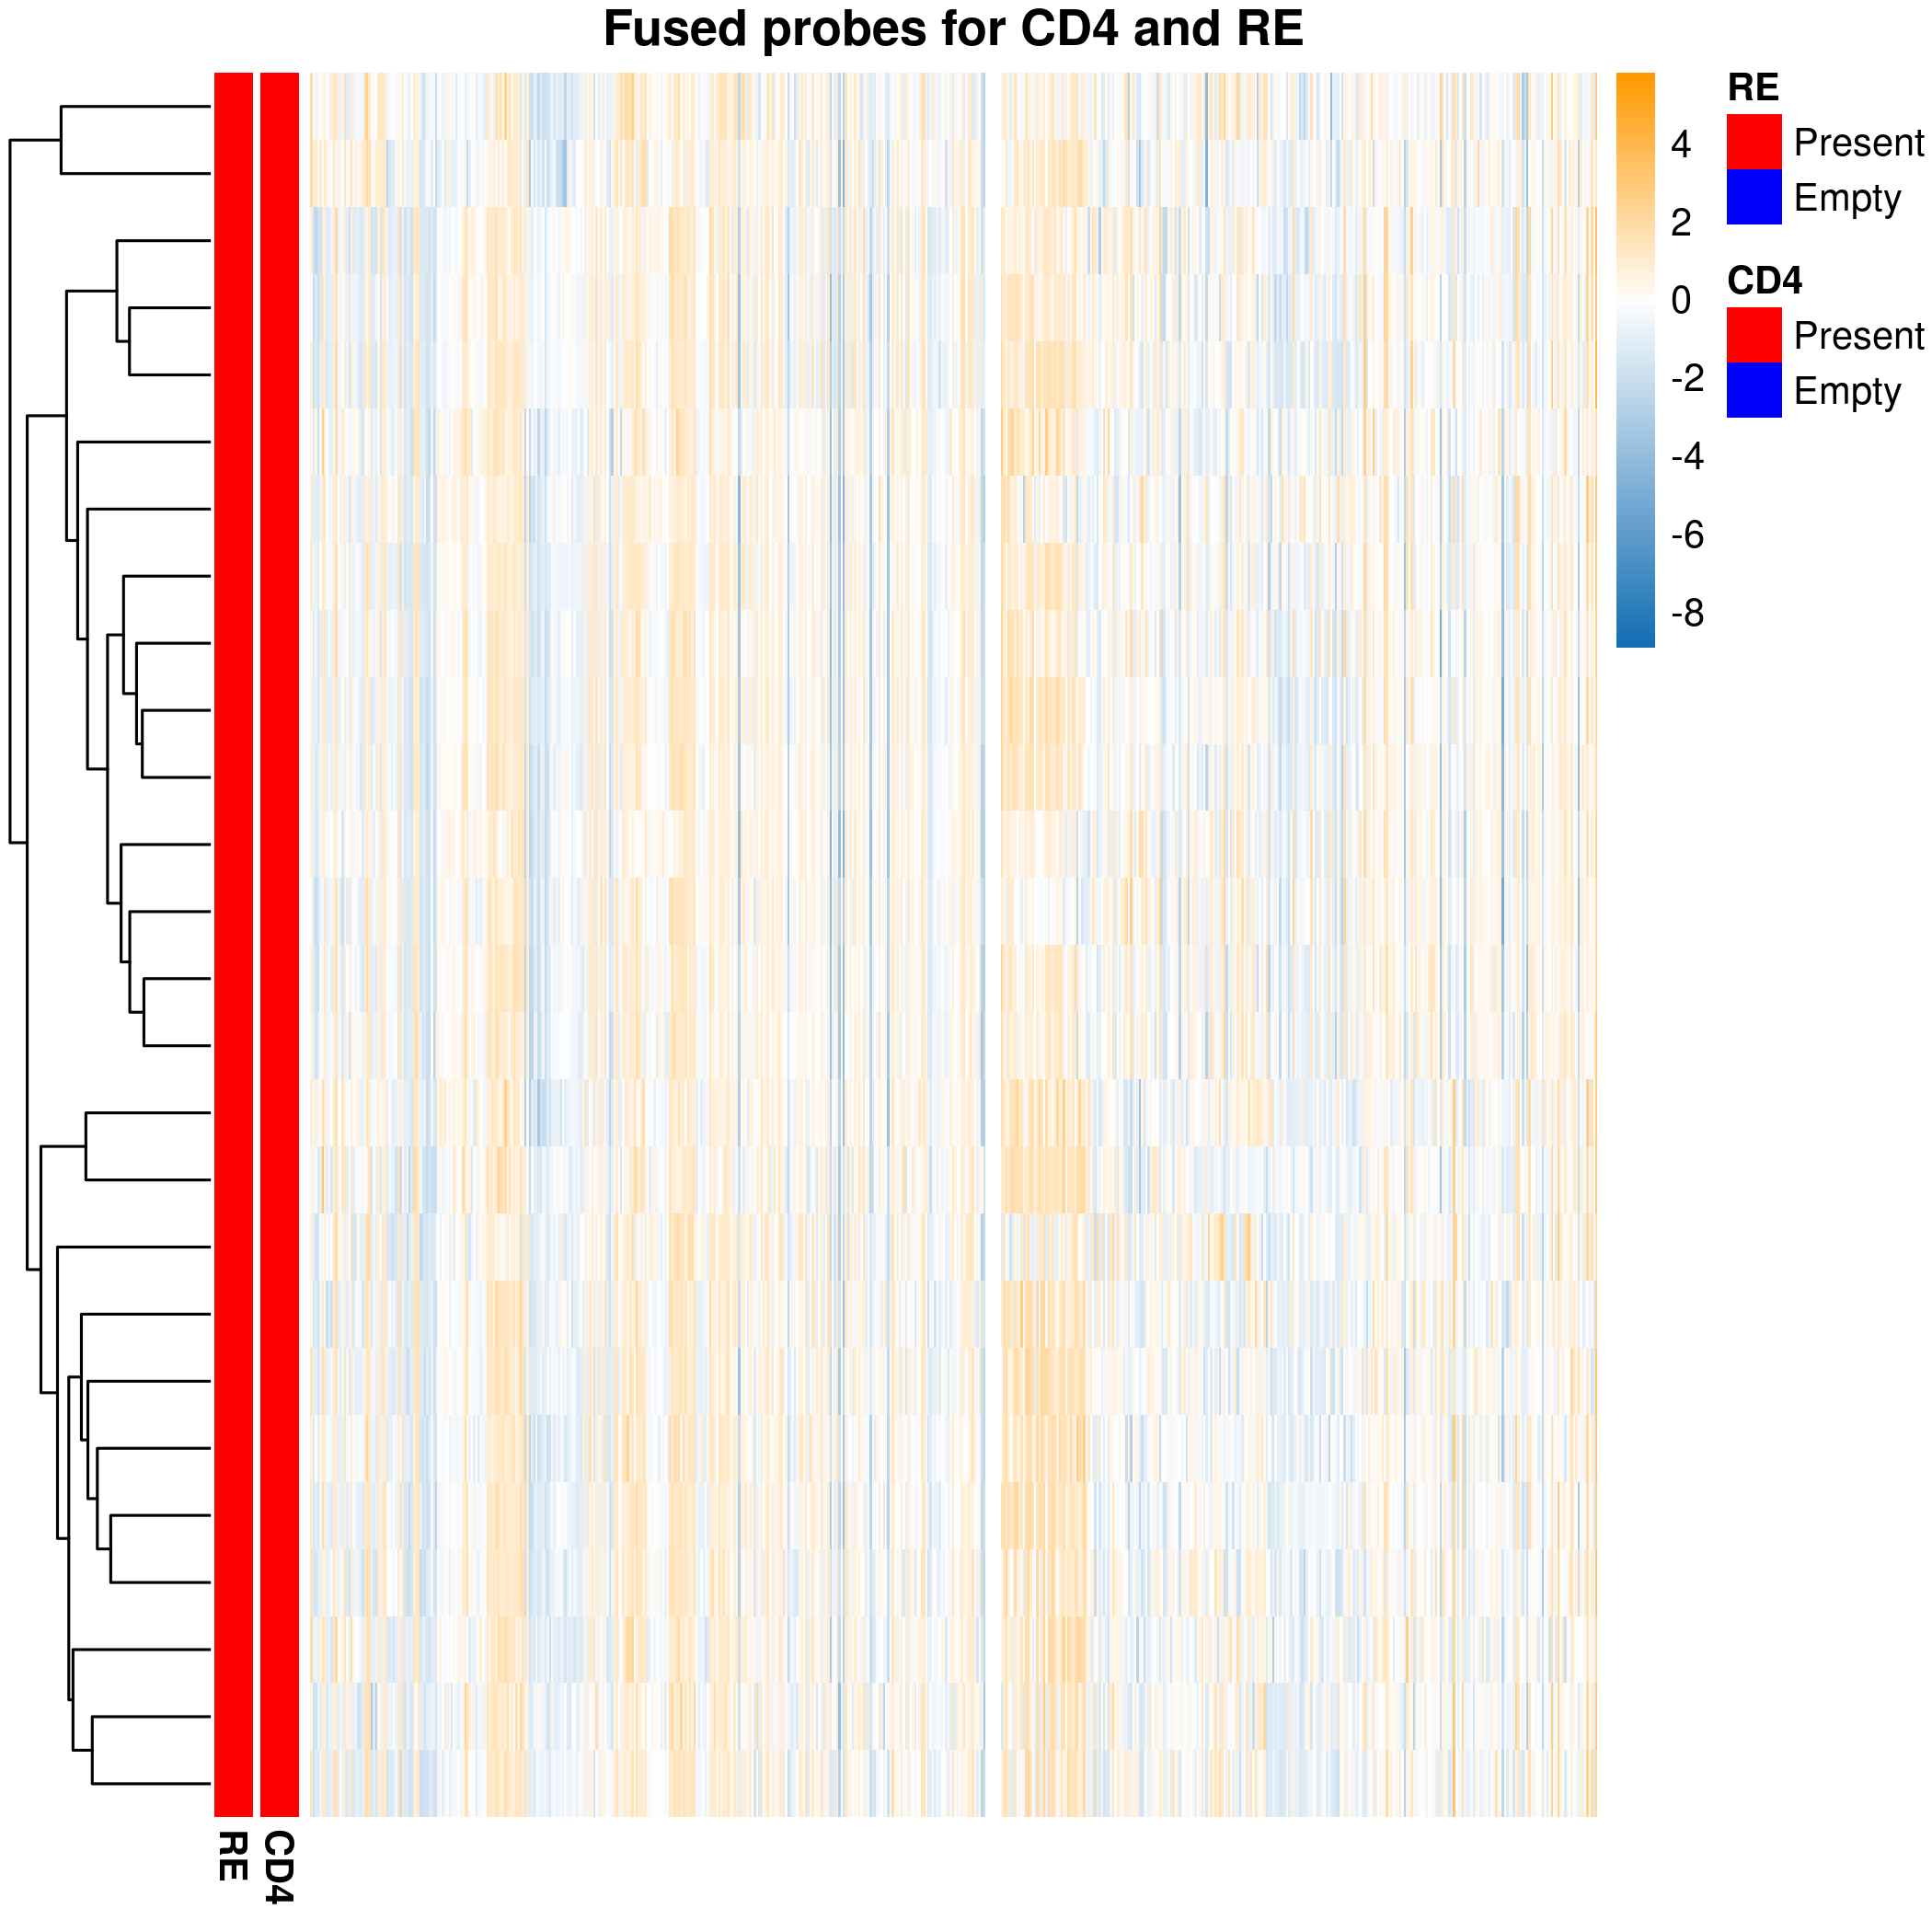 Fused probes for CD4 and RE
4
2
0
-2
-4
-6
-8
RE
Present
Empty
CD4
Present
Empty
RE
CD4